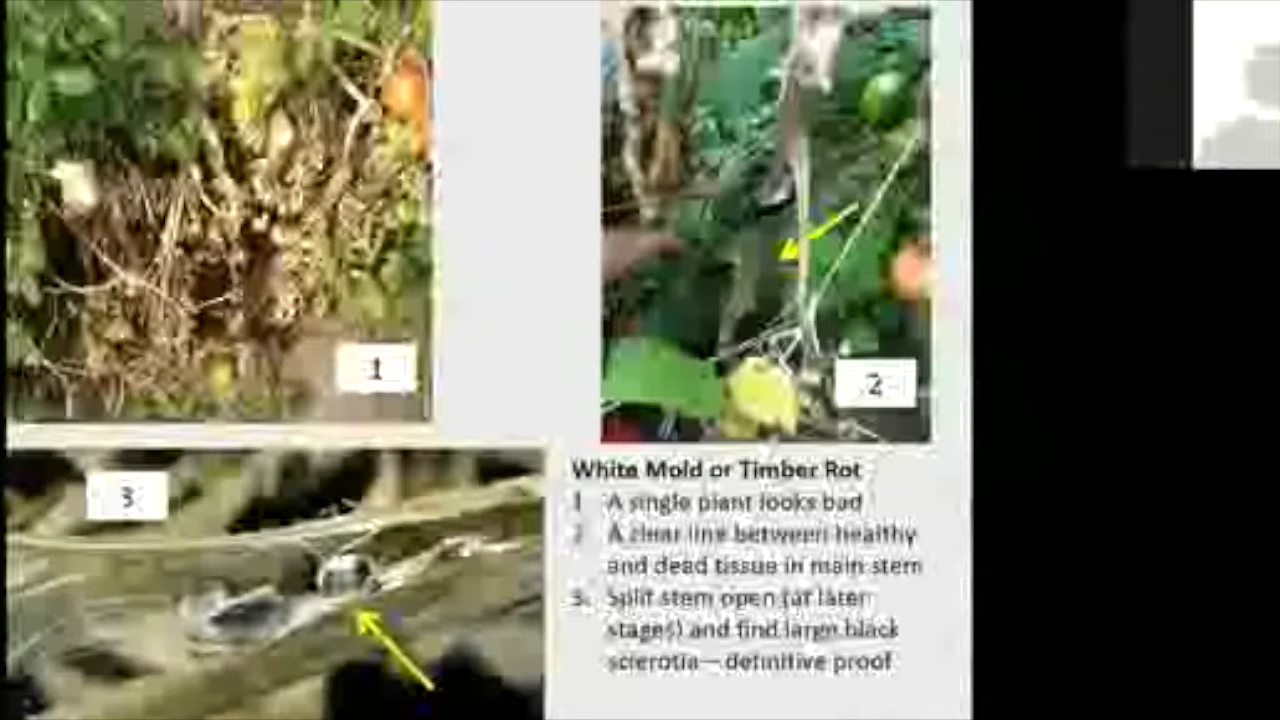 1
2
3
White Mold or Timber Rot
1 A single plant looks bad
2 A clear line between healthy
and dead tissue in main stem
3. Split stem open (at later
stages) and find large black
sclerotia—definitive proof